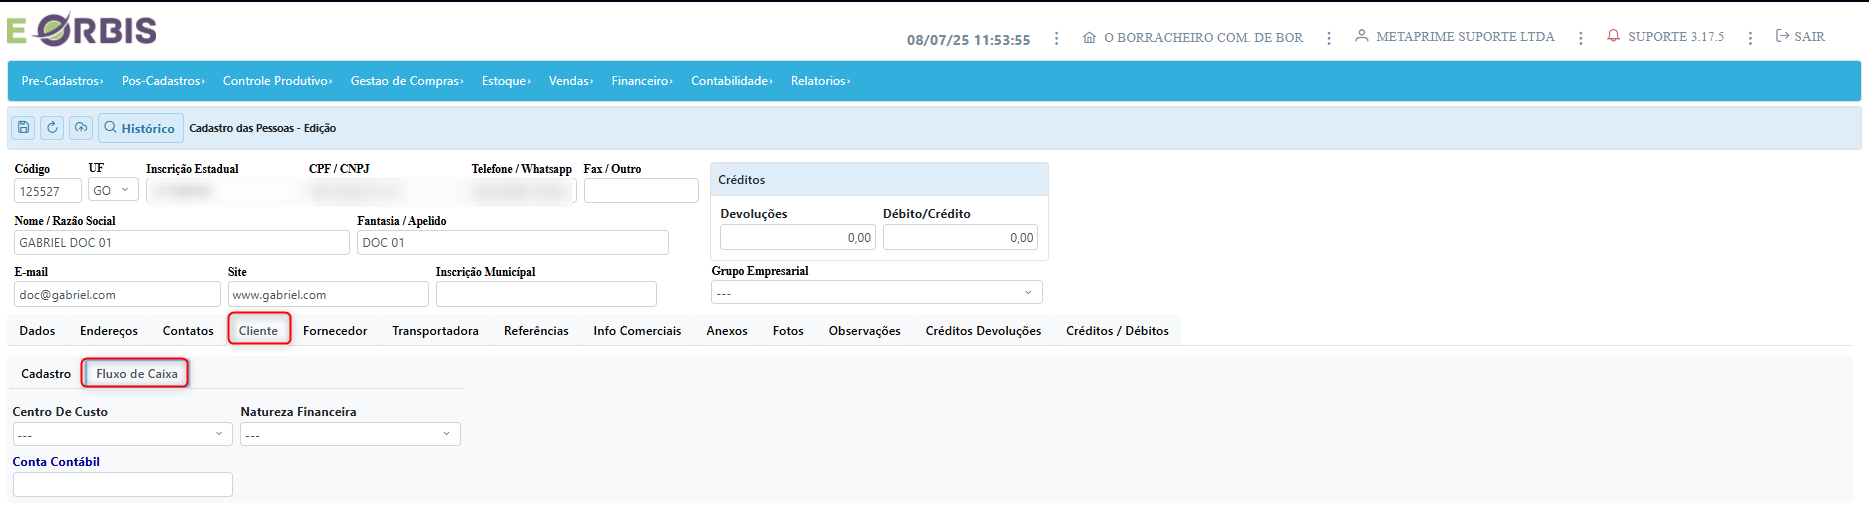 E ORBIS
08/07/25 11:53:55 O BORRACHEIRO COM. DE BOR METAPRIME SUPORTE LTDA SUPORTE 3.17.5 SAIR
Pre-Cadastros› Pos-Cadastros› Controle Produtivo› Gestao de Compras› Estoque› Vendas› Financeiro› Contabilidade› Relatorios›
Histórico Cadastro das Pessoas - Edição
Código UF Inscrição Estadual CPF / CNPJ Telefone / Whatsapp Fax / Outro
125527 GO
Créditos
Devoluções Débito/Crédito
0,00 0,00
Nome / Razão Social Fantasia / Apelido
GABRIEL DOC 01 DOC 01
E-mail Site Inscrição Municípal Grupo Empresarial
doc@gabriel.com www.gabriel.com ---
Dados Endereços Contatos Cliente Fornecedor Transportadora Referências Info Comerciais Anexos Fotos Observações Créditos Devoluções Créditos / Débitos
Cadastro Fluxo de Caixa
Centro De Custo Natureza Financeira
--- ---
Conta Contábil